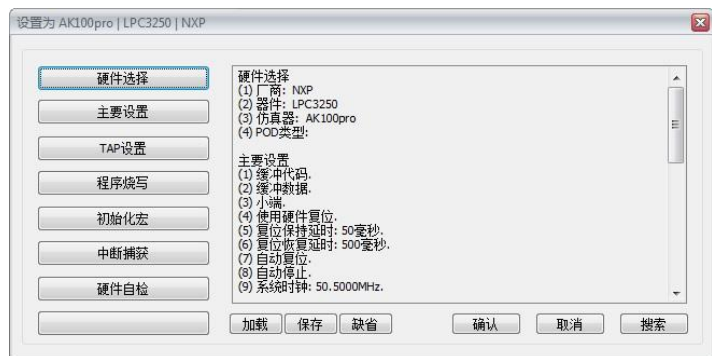 设置为 AK100pro | LPC3250 | NXP
硬件选择
主要设置
TAP设置
程序烧写
初始化宏
中断捕获
硬件自检
硬件选择
(1) 厂商: NXP
(2) 器件: LPC3250
(3) 仿真器: AK100pro
(4) POD类型:
主要设置
(1) 缓冲代码.
(2) 缓冲数据.
(3) 小端.
(4) 使用硬件复位.
(5) 复位保持延时: 50毫秒.
(6) 复位恢复延时: 500毫秒.
(7) 自动复位.
(8) 自动停止.
(9) 系统时钟: 50.5000MHz.
加载 保存 缺省 确认 取消 搜索